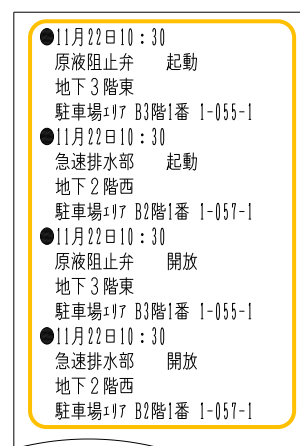 ●11月22日10：30
原液阻止弁　　起動
地下３階東
駐車場ｴﾘｱ B3階1番 1-055-1
●11月22日10：30
急速排水部　　起動
地下２階西
駐車場ｴﾘｱ B2階1番 1-057-1
●11月22日10：30
原液阻止弁　　開放
地下３階東
駐車場ｴﾘｱ B3階1番 1-055-1
●11月22日10：30
急速排水部　　開放
地下２階西
駐車場ｴﾘｱ B2階1番 1-057-1